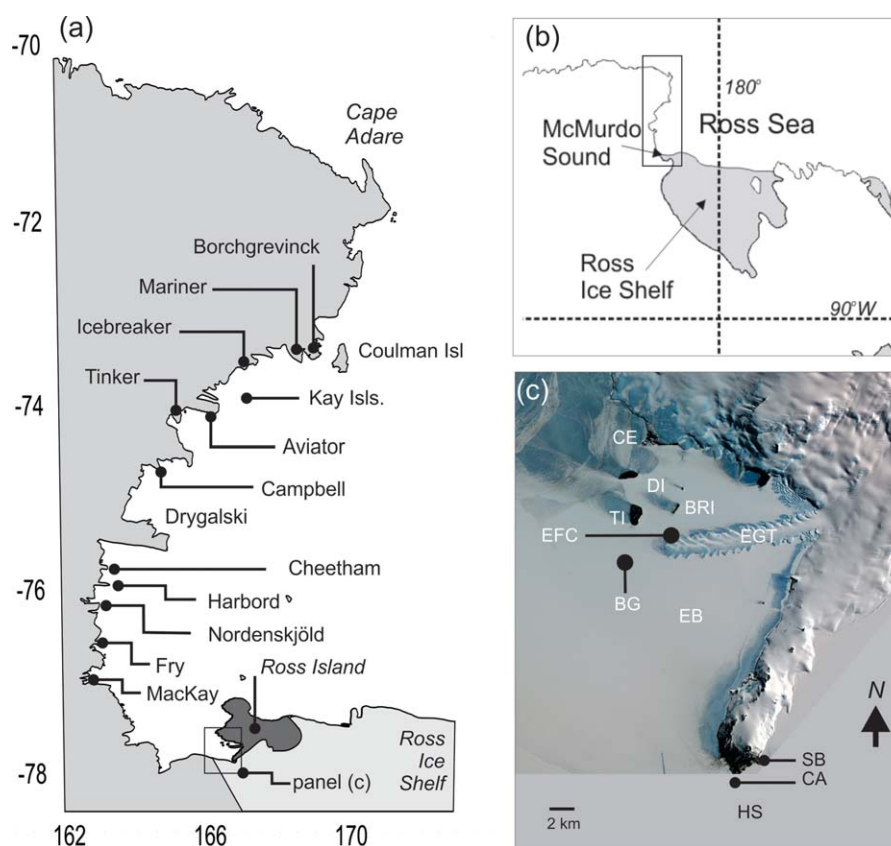 (a)
-70
-72
-74
-76
-78
162
166
170
Cape
Adare
Borchgrevinck
Mariner
Icebreaker
Tinker
Coulman Isl
Kay Isls.
Aviator
Campbell
Drygalski
Cheetham
Harbord
Nordenskjöld
Fry
MacKay
Ross Island
Ross
Ice
Shelf
panel (c)
(b)
180°
McMurdo
Sound
Ross Sea
Ross
Ice Shelf
90°W
(c)
CE
DI
BRI
TI
EFC
EGT
BG
EB
N
SB
CA
HS
2 km